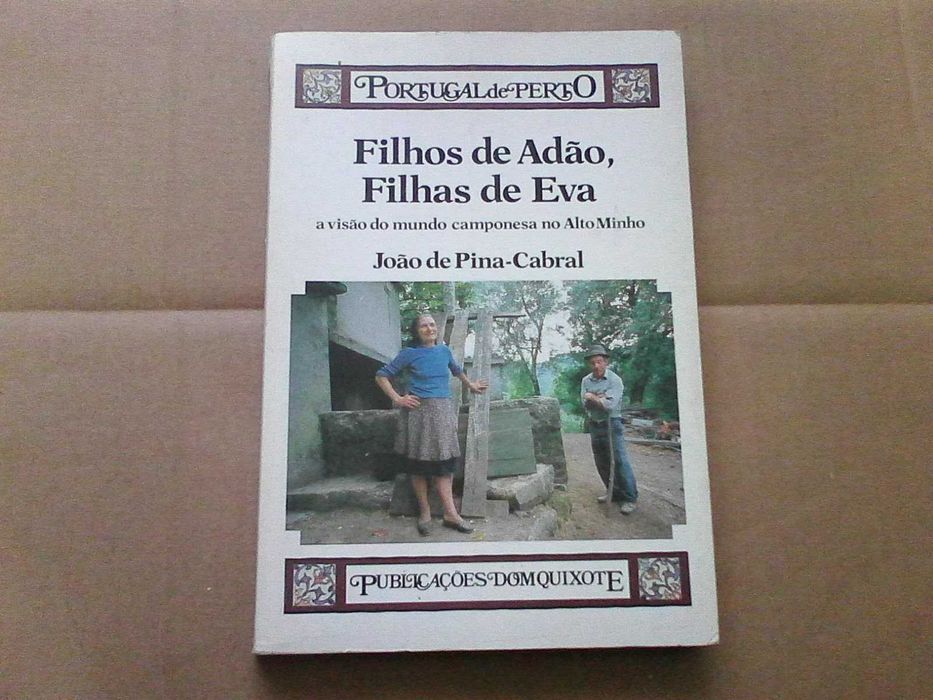 PORTUGAL de PERTO
Filhos de Adão,
Filhas de Eva
a visão do mundo camponesa no Alto Minho
João de Pina-Cabral
PUBLICAÇÕES DOM QUIXOTE